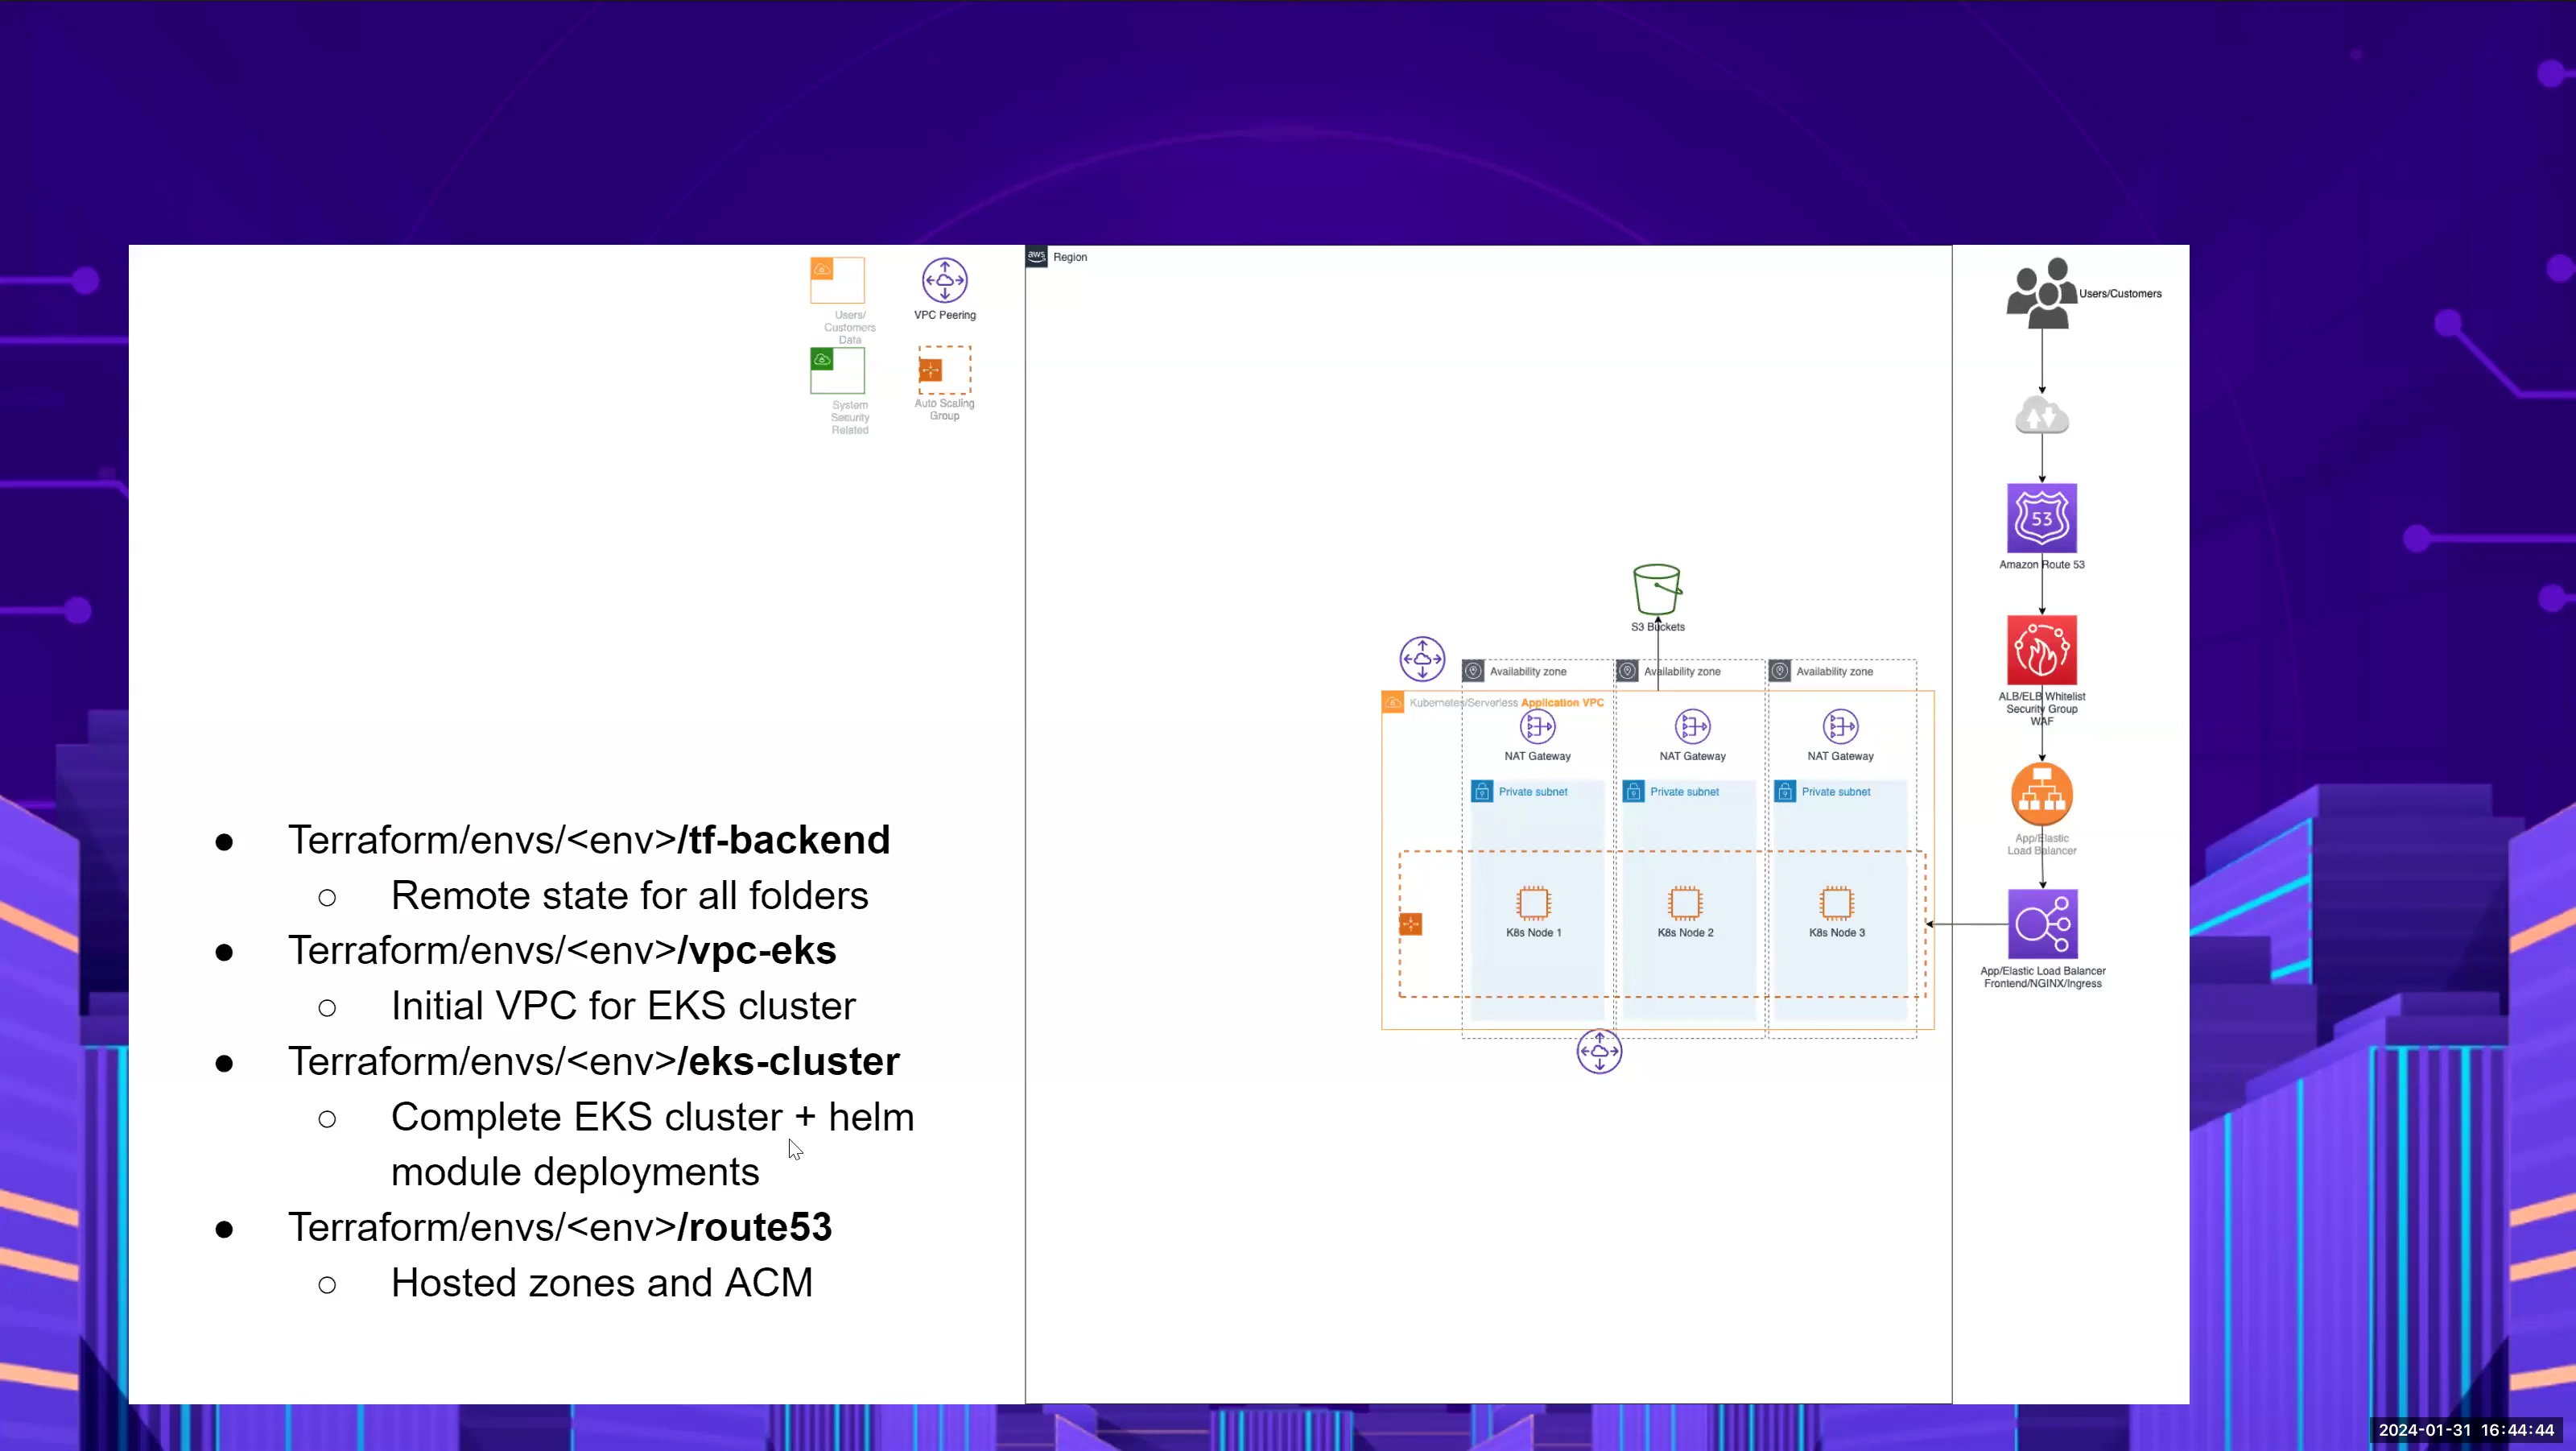 Users/
Customers
Data
VPC Peering
System
Security
Related
Auto Scaling
Group
● Terraform/envs/<env>/tf-backend
○ Remote state for all folders
● Terraform/envs/<env>/vpc-eks
○ Initial VPC for EKS cluster
● Terraform/envs/<env>/eks-cluster
○ Complete EKS cluster + helm
module deployments
● Terraform/envs/<env>/route53
○ Hosted zones and ACM
aws
Region
S3 Buckets
Availability zone
Availability zone
Availability zone
Kubernetes/Serverless Application VPC
NAT Gateway
NAT Gateway
NAT Gateway
Private subnet
Private subnet
Private subnet
K8s Node 1
K8s Node 2
K8s Node 3
Users/Customers
53
Amazon Route 53
ALB/ELB Whitelist
Security Group
WAF
App/Elastic
Load Balancer
App/Elastic Load Balancer
Frontend/NGINX/Ingress
2024-01-31 16:44:44